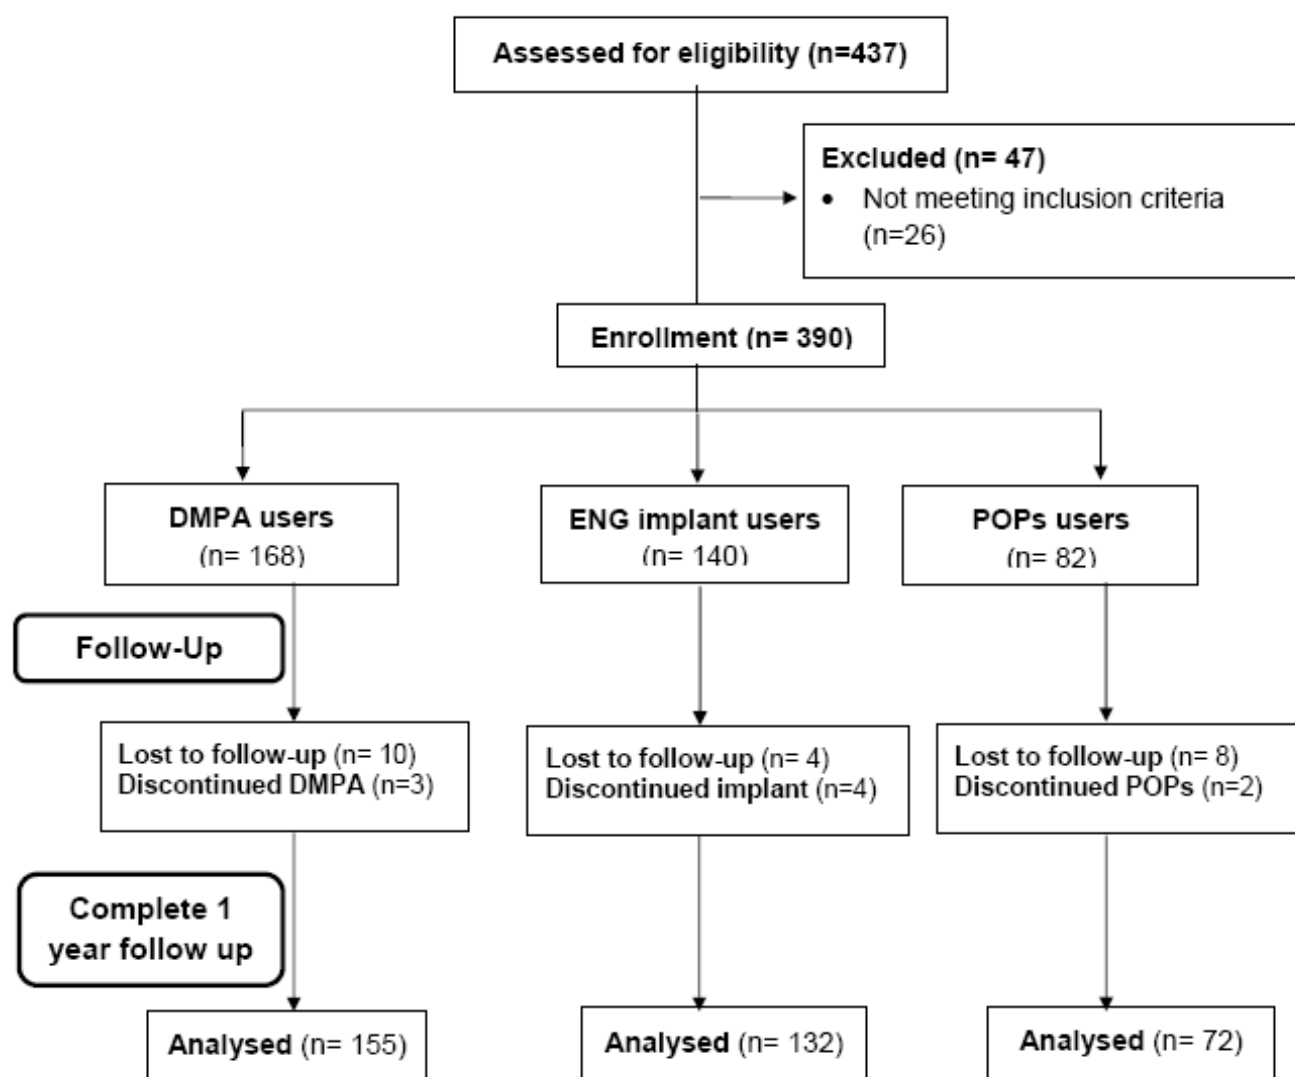 Assessed for eligibility (n=437)
Excluded (n= 47)
• Not meeting inclusion criteria
(n=26)
Enrollment (n= 390)
DMPA users
(n= 168)
ENG implant users
(n= 140)
POPs users
(n= 82)
Follow-Up
Lost to follow-up (n= 10)
Discontinued DMPA (n=3)
Lost to follow-up (n= 4)
Discontinued implant (n=4)
Lost to follow-up (n= 8)
Discontinued POPs (n=2)
Complete 1
year follow up
Analysed (n= 155)
Analysed (n= 132)
Analysed (n= 72)